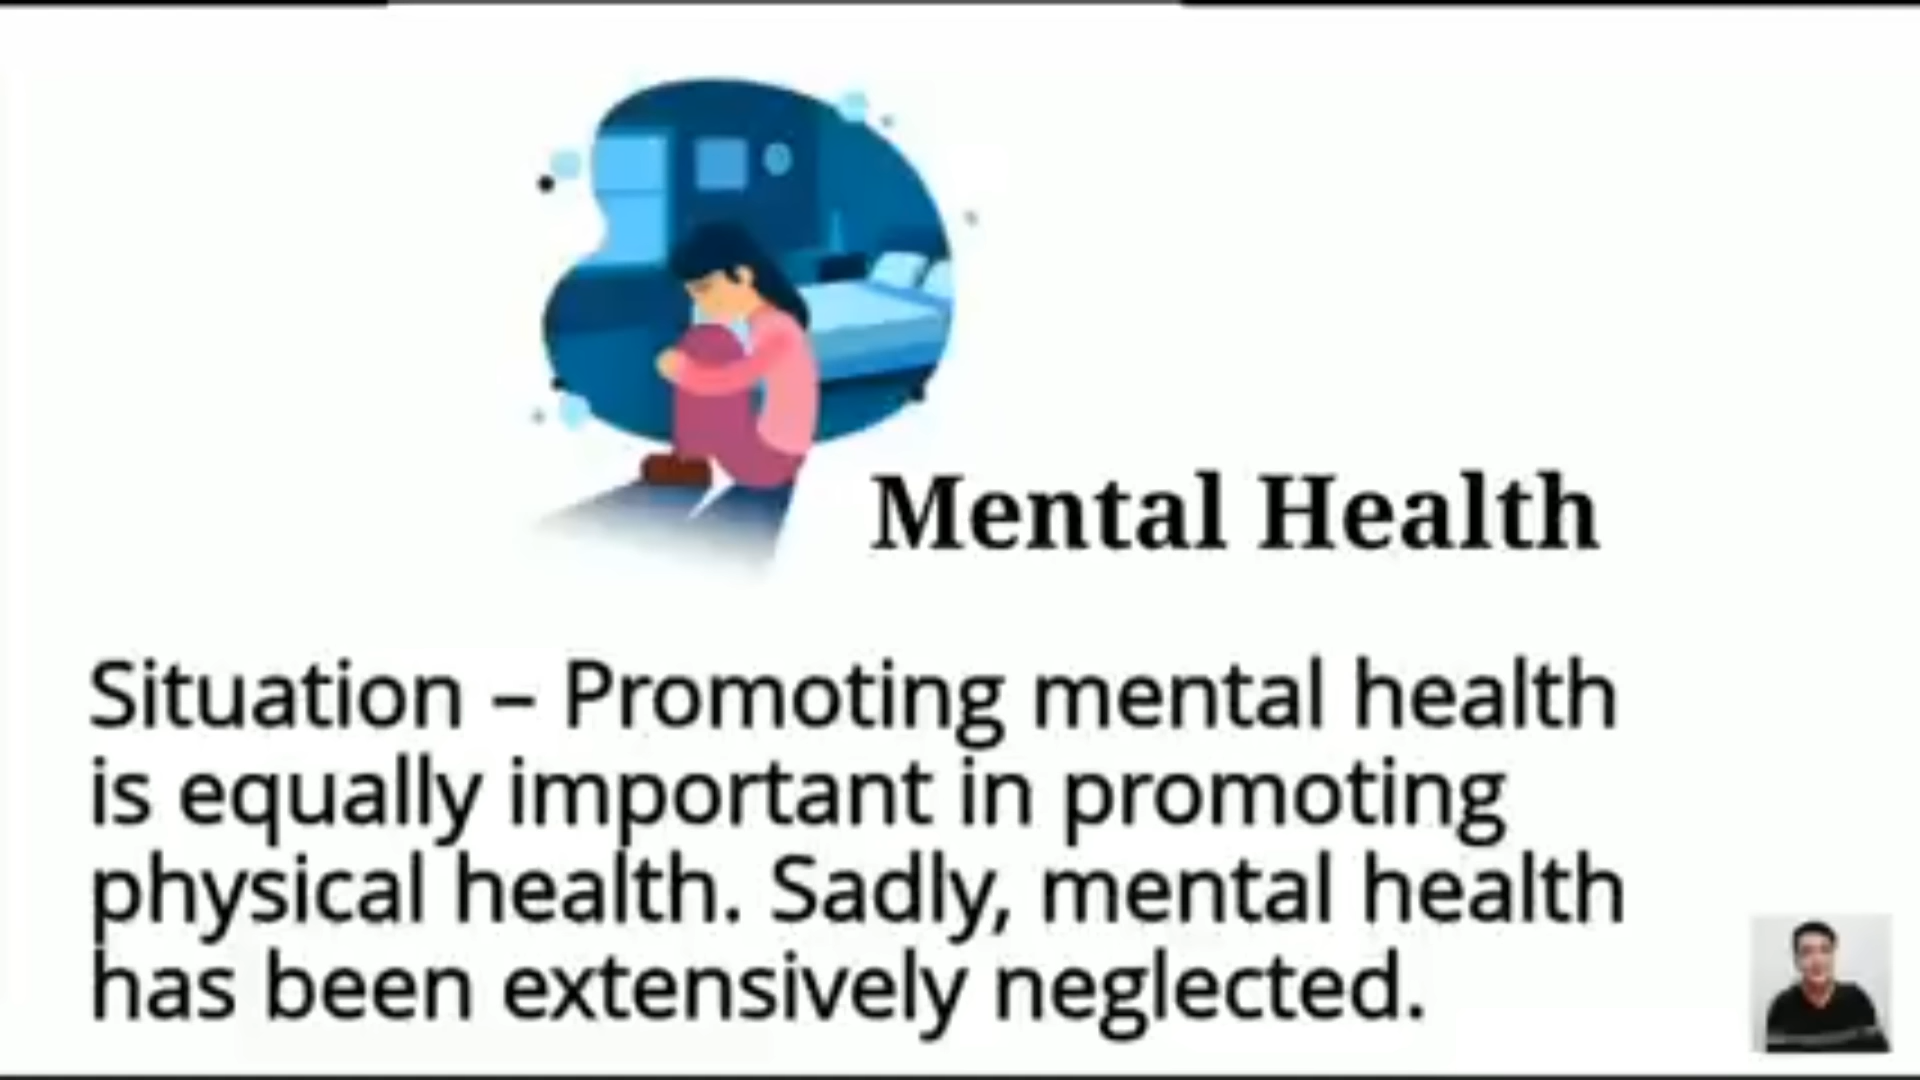 Mental Health
Situation – Promoting mental health
is equally important in promoting
physical health. Sadly, mental health
has been extensively neglected.